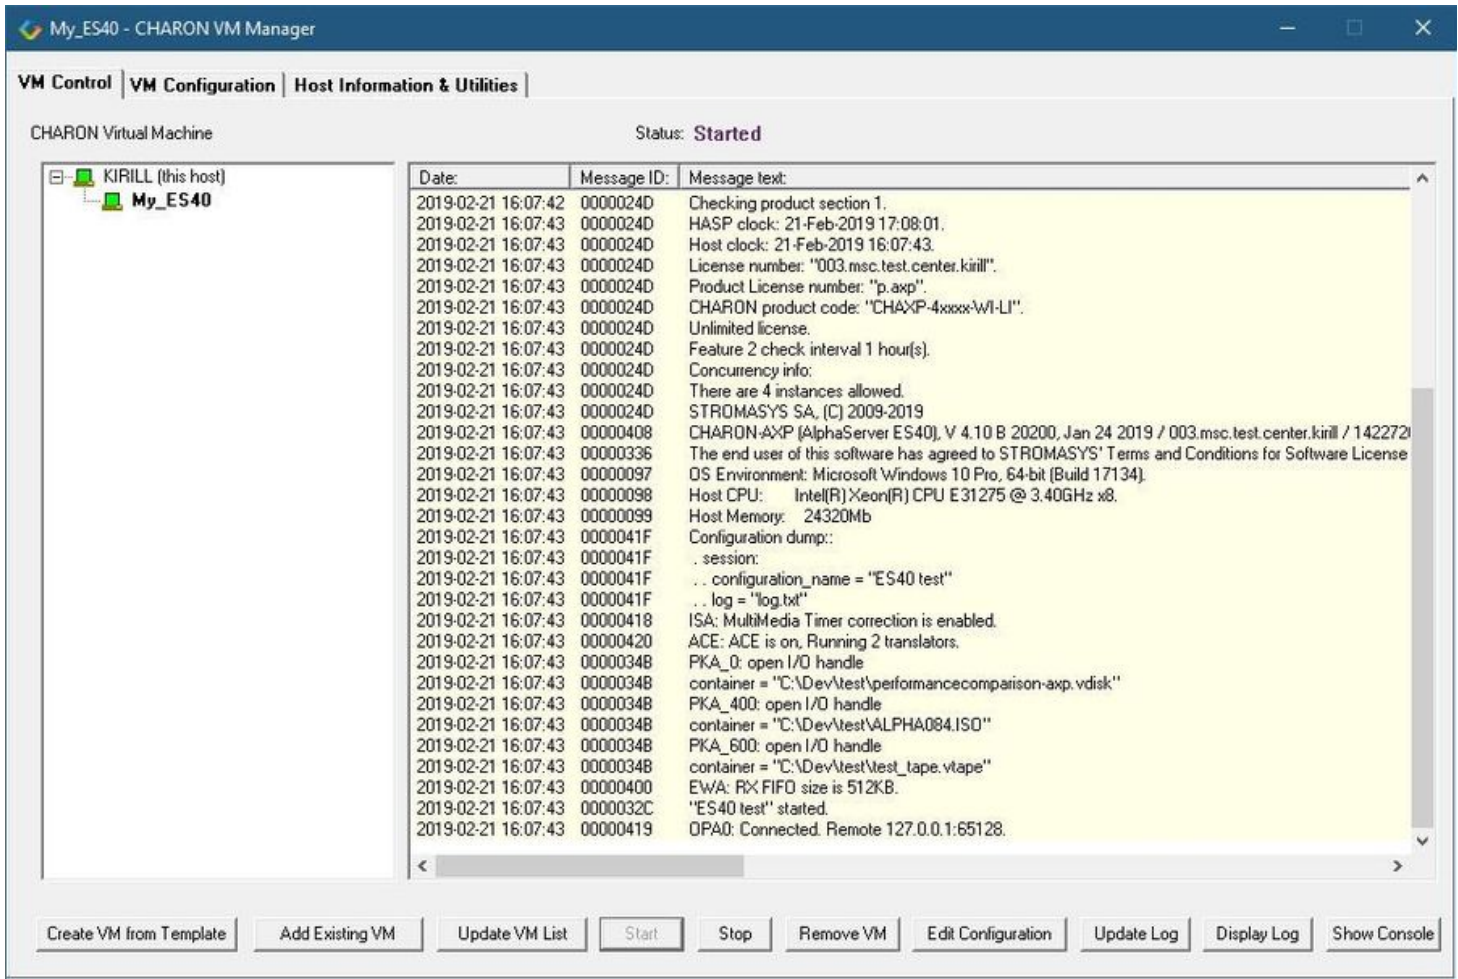 My_ES40 - CHARON VM Manager
VM Control VM Configuration Host Information & Utilities
CHARON Virtual Machine Status: Started
KIRILL (this host)
My_ES40
Date: Message ID: Message text:
2019-02-21 16:07:42 0000024D Checking product section 1.
2019-02-21 16:07:43 0000024D HASP clock: 21-Feb-2019 17:08:01.
2019-02-21 16:07:43 0000024D Host clock: 21-Feb-2019 16:07:43.
2019-02-21 16:07:43 0000024D License number: "003.msc.test.center.kirill".
2019-02-21 16:07:43 0000024D Product License number: "p.axp".
2019-02-21 16:07:43 0000024D CHARON product code: "CHAXP-4xxxx-WI-LI".
2019-02-21 16:07:43 0000024D Unlimited license.
2019-02-21 16:07:43 0000024D Feature 2 check interval 1 hour(s).
2019-02-21 16:07:43 0000024D Concurrency info:
2019-02-21 16:07:43 0000024D There are 4 instances allowed.
2019-02-21 16:07:43 0000024D STROMASYS SA, (C) 2009-2019
2019-02-21 16:07:43 00000408 CHARON-AXP (AlphaServer ES40), V 4.10 B 20200, Jan 24 2019 / 003.msc.test.center.kirill / 142272
2019-02-21 16:07:43 00000336 The end user of this software has agreed to STROMASYS' Terms and Conditions for Software License
2019-02-21 16:07:43 00000097 OS Environment: Microsoft Windows 10 Pro, 64-bit (Build 17134).
2019-02-21 16:07:43 00000098 Host CPU: Intel(R) Xeon(R) CPU E31275 @ 3.40GHz x8.
2019-02-21 16:07:43 00000099 Host Memory: 24320Mb
2019-02-21 16:07:43 0000041F Configuration dump::
2019-02-21 16:07:43 0000041F . session:
2019-02-21 16:07:43 0000041F . . configuration_name = "ES40 test"
2019-02-21 16:07:43 0000041F . . log = "log.txt"
2019-02-21 16:07:43 00000418 ISA: MultiMedia Timer correction is enabled.
2019-02-21 16:07:43 00000420 ACE: ACE is on, Running 2 translators.
2019-02-21 16:07:43 0000034B PKA_0: open I/O handle
2019-02-21 16:07:43 0000034B container = "C:\Dev\test\performancecomparison-axp.vdisk"
2019-02-21 16:07:43 0000034B PKA_400: open I/O handle
2019-02-21 16:07:43 0000034B container = "C:\Dev\test\ALPHA084.ISO"
2019-02-21 16:07:43 0000034B PKA_600: open I/O handle
2019-02-21 16:07:43 0000034B container = "C:\Dev\test\test_tape.vtape"
2019-02-21 16:07:43 00000400 EWA: RX FIFO size is 512KB.
2019-02-21 16:07:43 0000032C "ES40 test" started.
2019-02-21 16:07:43 00000419 OPA0: Connected. Remote 127.0.0.1:65128.
Create VM from Template Add Existing VM Update VM List Start Stop Remove VM Edit Configuration Update Log Display Log Show Console